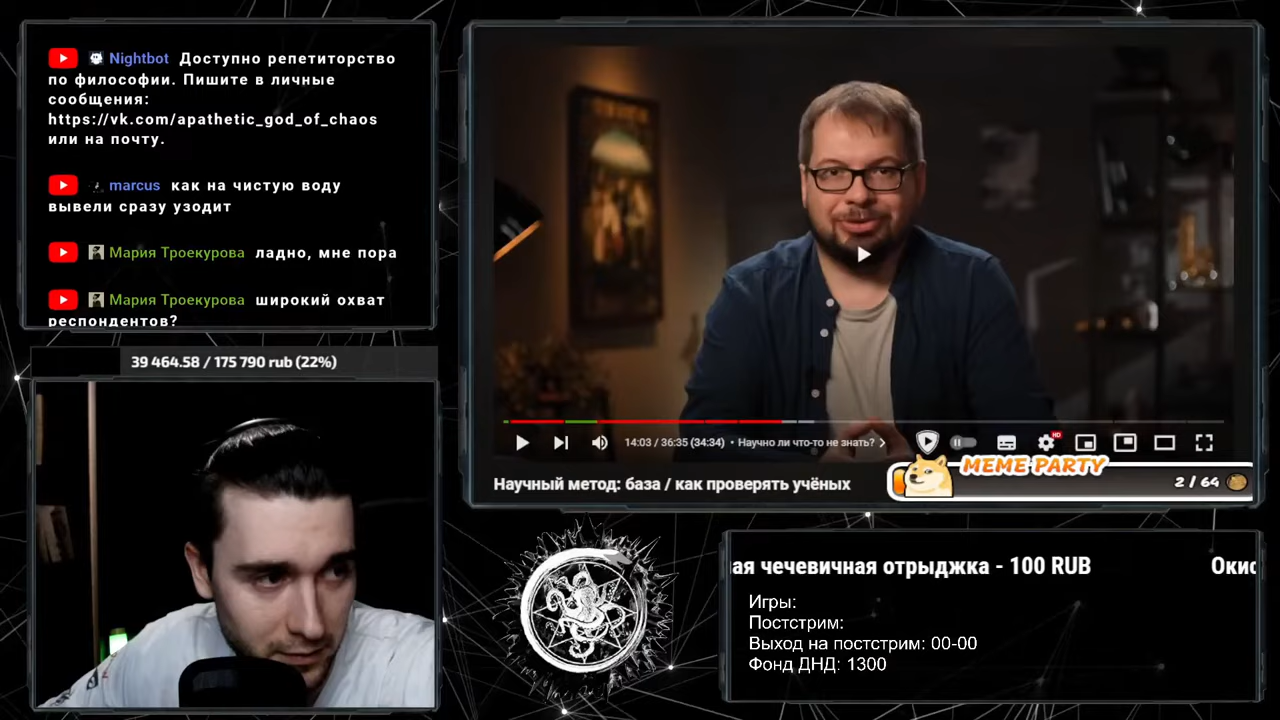 Nightbot Доступно репетиторство
по философии. Пишите в личные
сообщения:
https://vk.com/apathetic_god_of_chaos
или на почту.
marcus как на чистую воду
вывели сразу узодит
Мария Троекурова ладно, мне пора
Мария Троекурова широкий охват
респондентов?
39 464.58 / 175 790 rub (22%)
14:03 / 36:35 (34:34) • Научно ли что-то не знать?
HD
Научный метод: база / как проверять учёных
MEME PARTY
2 / 64
ая чечевичная отрыджка - 100 RUB
Окис
Игры:
Постстрим:
Выход на постстрим: 00-00
Фонд ДНД: 1300